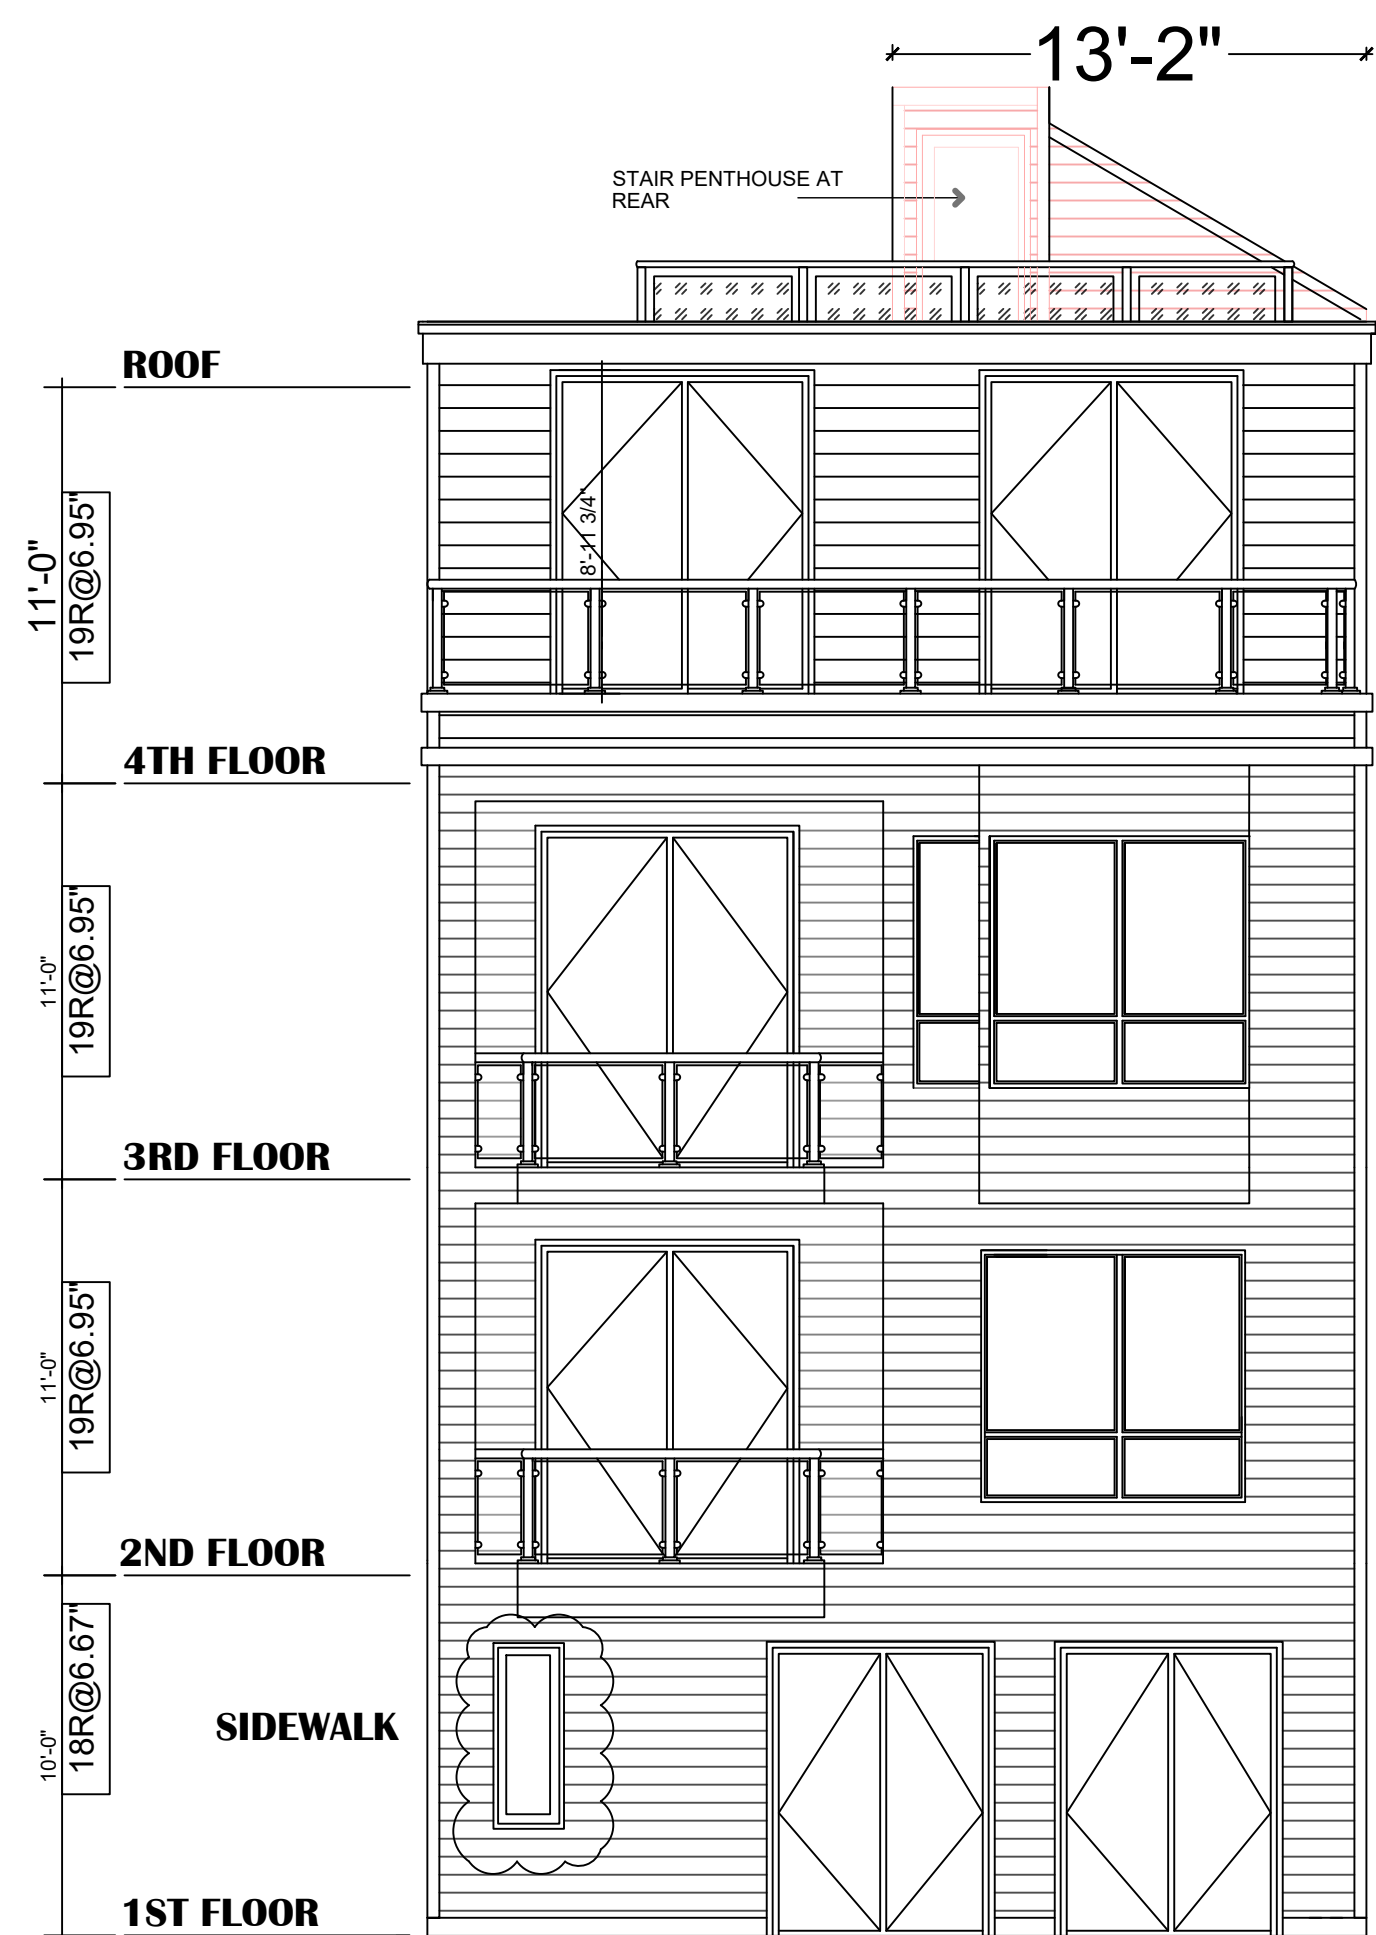 13'-2"
STAIR PENTHOUSE AT
REAR
ROOF
11'-0"
19R@6.95"
8'-11 3/4"
4TH FLOOR
11'-0"
19R@6.95"
3RD FLOOR
11'-0"
19R@6.95"
2ND FLOOR
10'-0"
18R@6.67"
SIDEWALK
1ST FLOOR